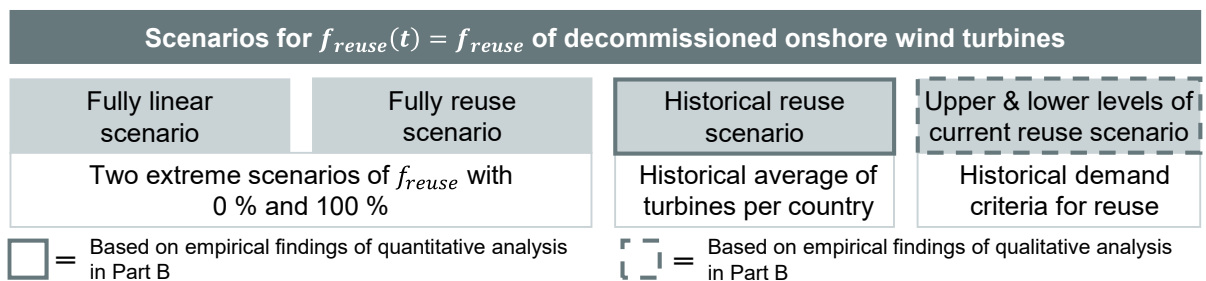 Scenarios for f_reuse(t) = f_reuse of decommissioned onshore wind turbines
Fully linear
scenario
Fully reuse
scenario
Two extreme scenarios of f_reuse with
0 % and 100 %
Historical reuse
scenario
Historical average of
turbines per country
Upper & lower levels of
current reuse scenario
Historical demand
criteria for reuse
= Based on empirical findings of quantitative analysis
in Part B
= Based on empirical findings of qualitative analysis
in Part B